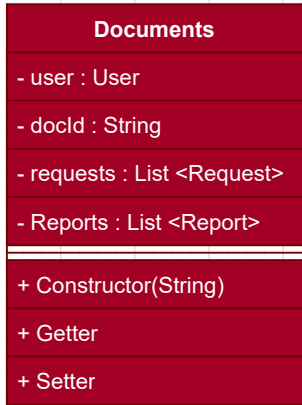 Documents
- user : User
- docId : String
- requests : List <Request>
- Reports : List <Report>
+ Constructor(String)
+ Getter
+ Setter